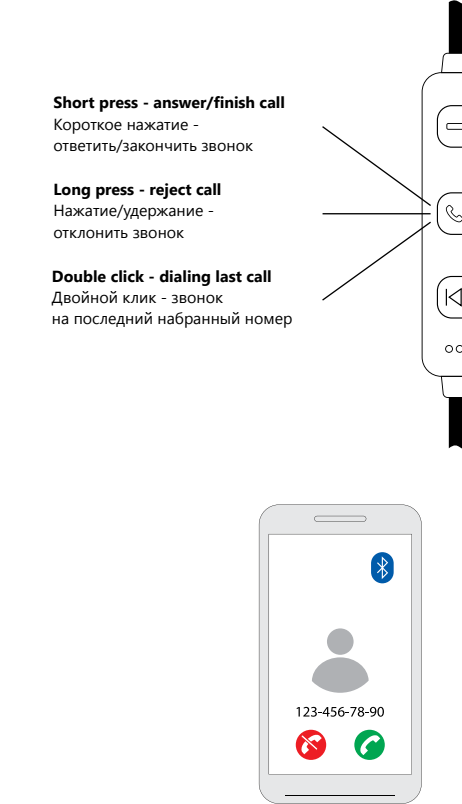 Short press - answer/finish call
Короткое нажатие -
ответить/закончить звонок
Long press - reject call
Нажатие/удержание -
отклонить звонок
Double click - dialing last call
Двойной клик - звонок
на последний набранный номер
123-456-78-90